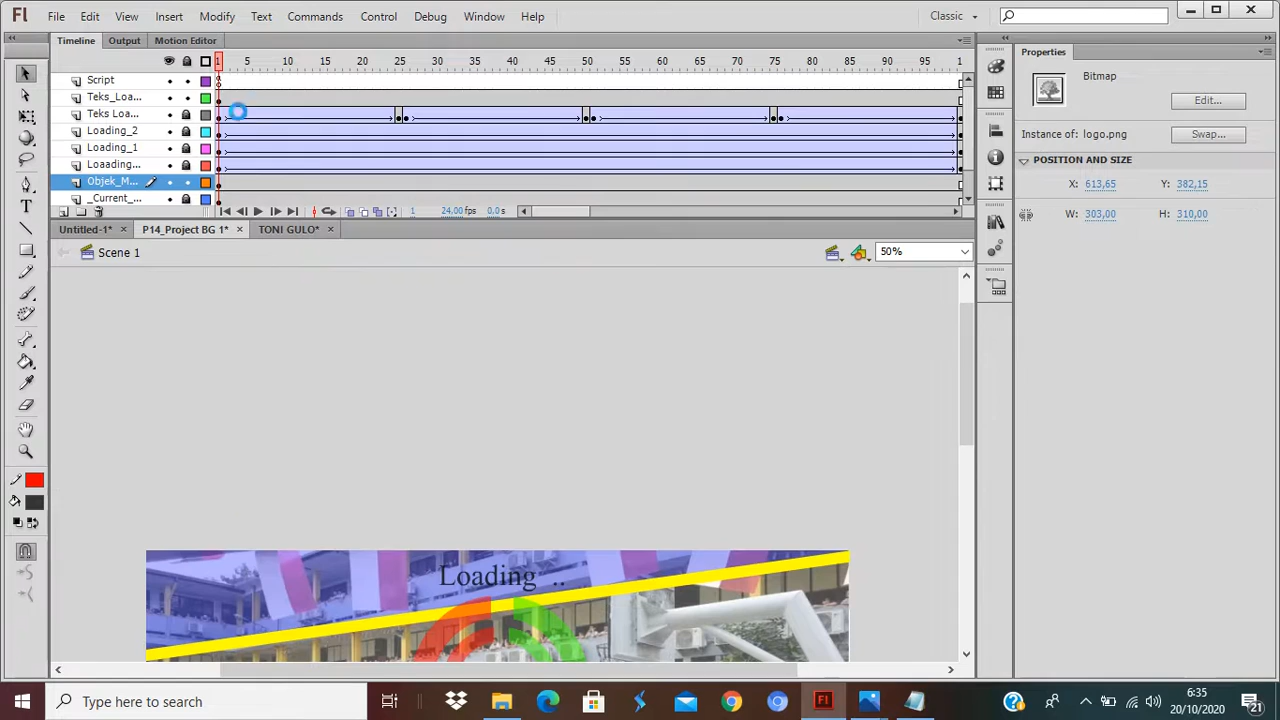 Fl File Edit View Insert Modify Text Commands Control Debug Window Help Classic
Timeline Output Motion Editor
1 5 10 15 20 25 30 35 40 45 50 55 60 65 70 75 80 85 90 95 1
Script
Teks_Loa...
Teks Loa...
Loading_2
Loading_1
Loaading...
Objek_M...
_Current_...
1 24,00 fps 0,0 s
Untitled-1* × P14_Project BG 1* × TONI GULO* ×
Scene 1 50%
Loading ..
Properties
Bitmap
Edit...
Instance of: logo.png Swap...
POSITION AND SIZE
X: 613,65 Y: 382,15
W: 303,00 H: 310,00
Type here to search
Fl
6:35
20/10/2020
21